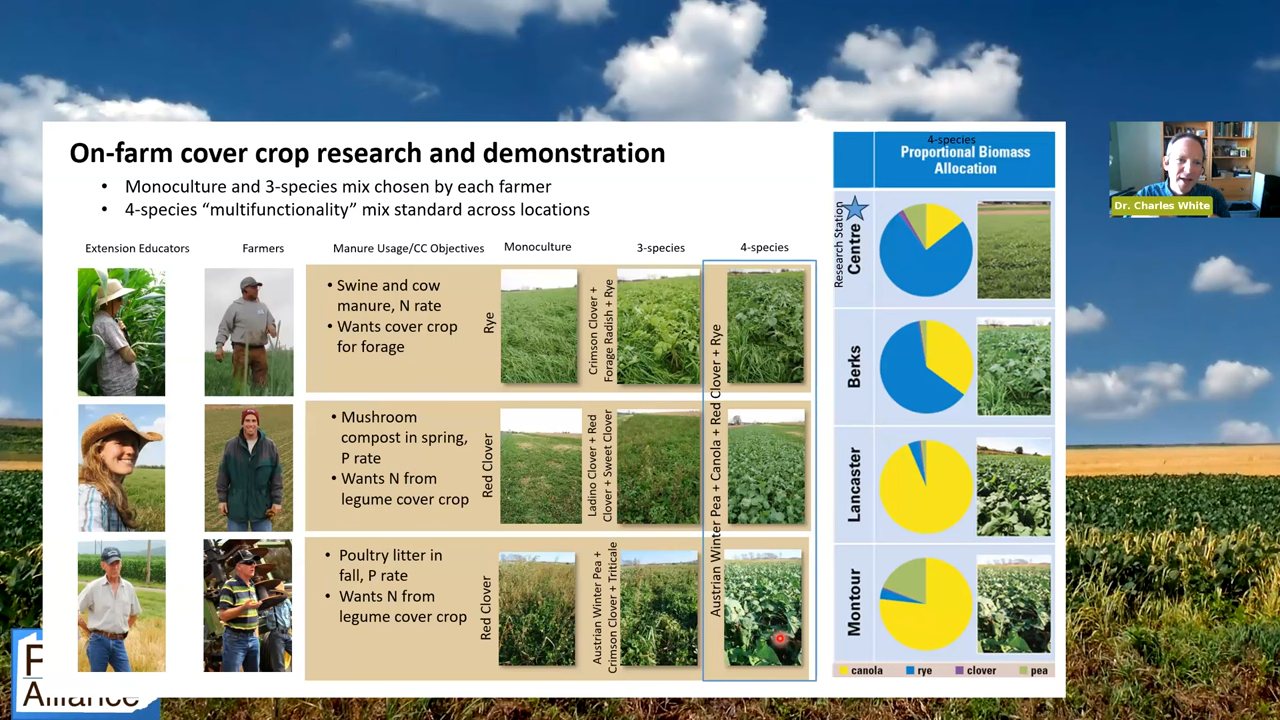 On-farm cover crop research and demonstration
• Monoculture and 3-species mix chosen by each farmer
• 4-species “multifunctionality” mix standard across locations
Extension Educators
Farmers
Manure Usage/CC Objectives
Monoculture
3-species
4-species
• Swine and cow
manure, N rate
• Wants cover crop
for forage
Rye
Crimson Clover +
Forage Radish + Rye
• Mushroom
compost in spring,
P rate
• Wants N from
legume cover crop
Red Clover
Ladino Clover + Red
Clover + Sweet Clover
• Poultry litter in
fall, P rate
• Wants N from
legume cover crop
Red Clover
Austrian Winter Pea +
Crimson Clover + Triticale
Austrian Winter Pea + Canola + Red Clover + Rye
4-species
Proportional Biomass
Allocation
Research Station
Centre
Berks
Lancaster
Montour
canola
rye
clover
pea
Dr. Charles White
Alliance